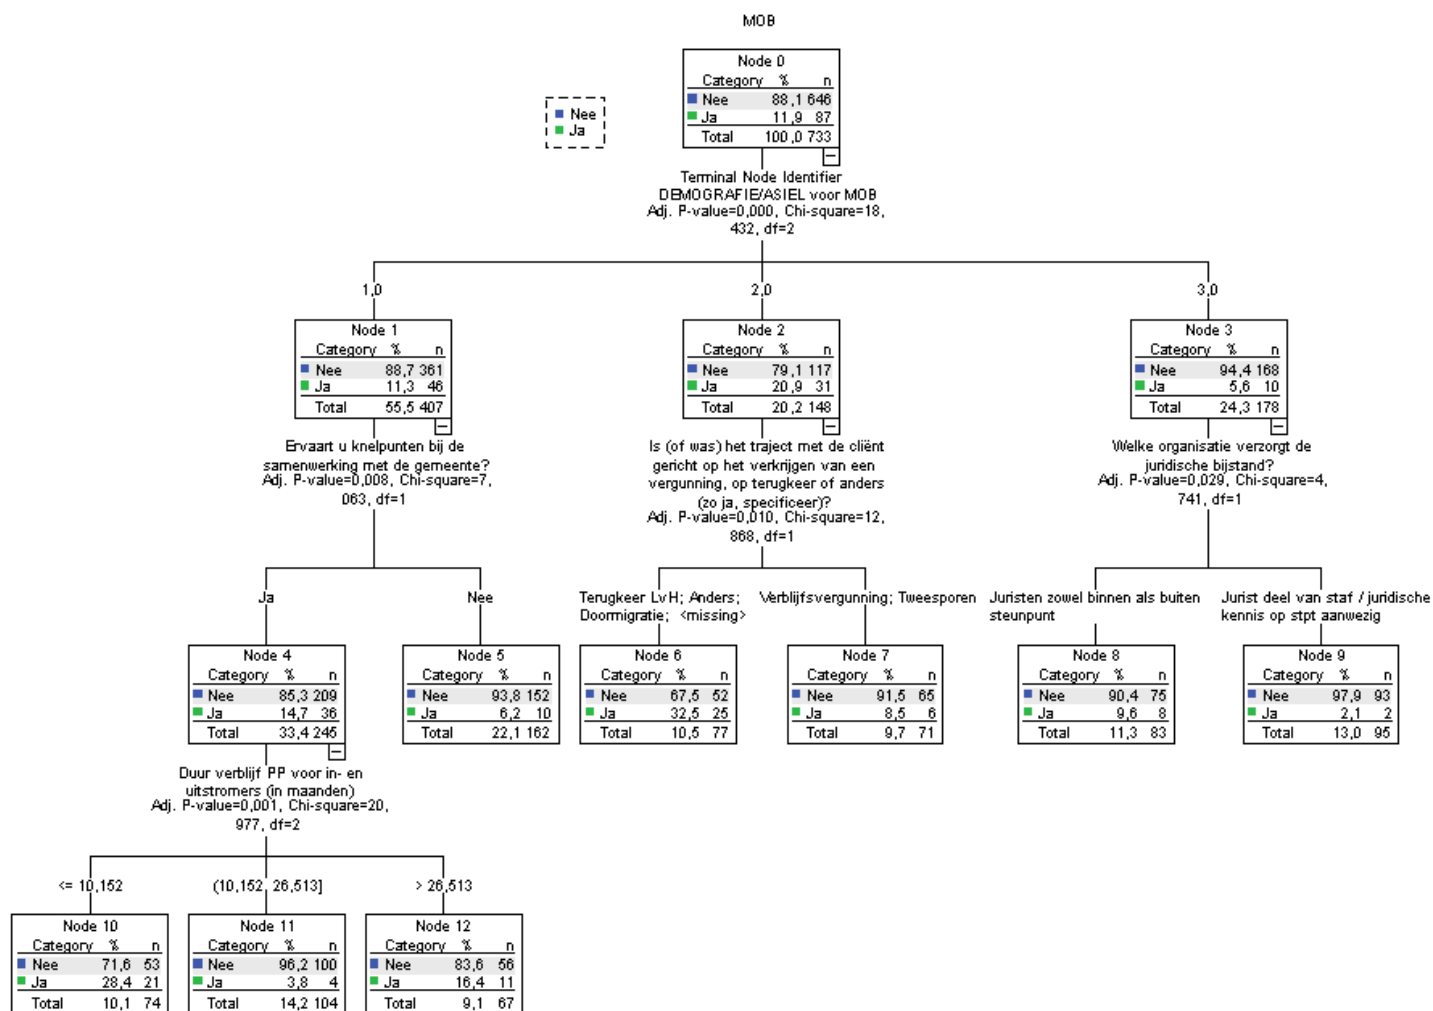 MOB
Node 0
Category % n
Nee 88,1 646
Ja 11,9 87
Total 100,0 733
Nee
Ja
Terminal Node Identifier
DEMOGRAFIE/ASIEL voor MOB
Adj. P-value=0,000, Chi-square=18,
432, df=2
1,0
2,0
3,0
Node 1
Category % n
Nee 88,7 361
Ja 11,3 46
Total 55,5 407
Node 2
Category % n
Nee 79,1 117
Ja 20,9 31
Total 20,2 148
Node 3
Category % n
Nee 94,4 168
Ja 5,6 10
Total 24,3 178
Ervaart u knelpunten bij de
samenwerking met de gemeente?
Adj. P-value=0,008, Chi-square=7,
063, df=1
Is (of was) het traject met de cliënt
gericht op het verkrijgen van een
vergunning, op terugkeer of anders
(zo ja, specificeer)?
Adj. P-value=0,010, Chi-square=12,
868, df=1
Welke organisatie verzorgt de
juridische bijstand?
Adj. P-value=0,029, Chi-square=4,
741, df=1
Ja
Nee
Terugkeer LvH; Anders;
Doormigratie; <missing>
Verblijfsvergunning; Tweesporen
Juristen zowel binnen als buiten
steunpunt
Jurist deel van staf / juridische
kennis op stpt aanwezig
Node 4
Category % n
Nee 85,3 209
Ja 14,7 36
Total 33,4 245
Node 5
Category % n
Nee 93,8 152
Ja 6,2 10
Total 22,1 162
Node 6
Category % n
Nee 67,5 52
Ja 32,5 25
Total 10,5 77
Node 7
Category % n
Nee 91,5 65
Ja 8,5 6
Total 9,7 71
Node 8
Category % n
Nee 90,4 75
Ja 9,6 8
Total 11,3 83
Node 9
Category % n
Nee 97,9 93
Ja 2,1 2
Total 13,0 95
Duur verblijf PP voor in- en
uitstromers (in maanden)
Adj. P-value=0,001, Chi-square=20,
977, df=2
<= 10,152
(10,152, 26,513]
> 26,513
Node 10
Category % n
Nee 71,6 53
Ja 28,4 21
Total 10,1 74
Node 11
Category % n
Nee 96,2 100
Ja 3,8 4
Total 14,2 104
Node 12
Category % n
Nee 83,6 56
Ja 16,4 11
Total 9,1 67